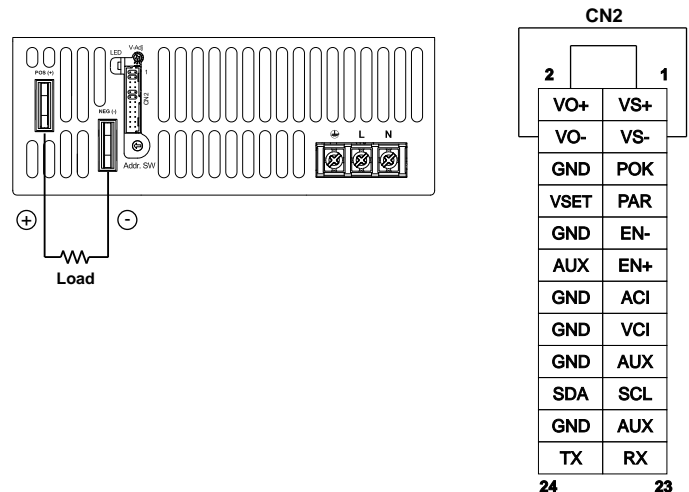 CN2
LED
V-Adj
POS (+)
1
CN2
NEG (-)
L N
Addr. SW
+
-
Load
2 1
VO+ VS+
VO- VS-
GND POK
VSET PAR
GND EN-
AUX EN+
GND ACI
GND VCI
GND AUX
SDA SCL
GND AUX
TX RX
24 23